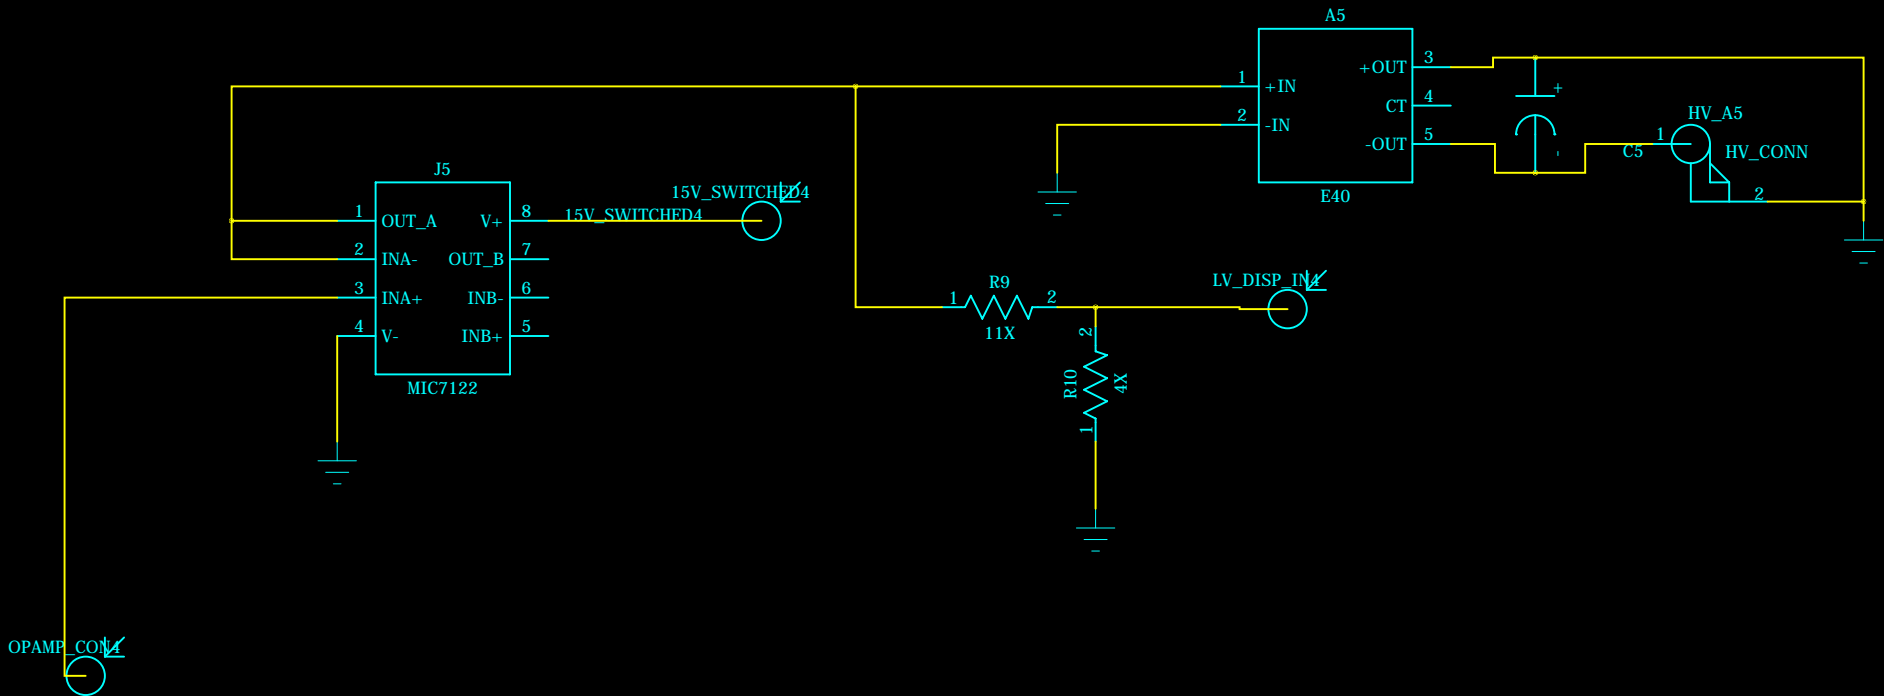 A5
1
+IN
2
-IN
+OUT
3
CT
4
-OUT
5
E40
+
-
C5
1
HV_A5
HV_CONN
2
J5
1
OUT_A
2
INA-
3
INA+
4
V-
V+
8
OUT_B
7
INB-
6
INB+
5
MIC7122
15V_SWITCHED4
15V_SWITCHED4
R9
1
2
11X
LV_DISP_IN4
2
R10
4X
1
OPAMP_CON4